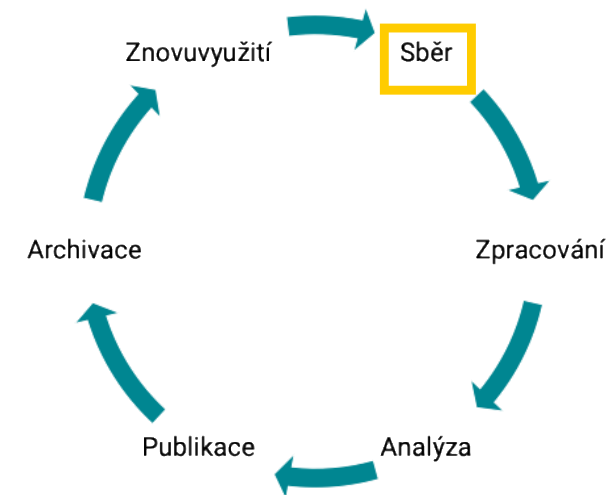 Znovuvyužití
Sběr
Archivace
Zpracování
Publikace
Analýza